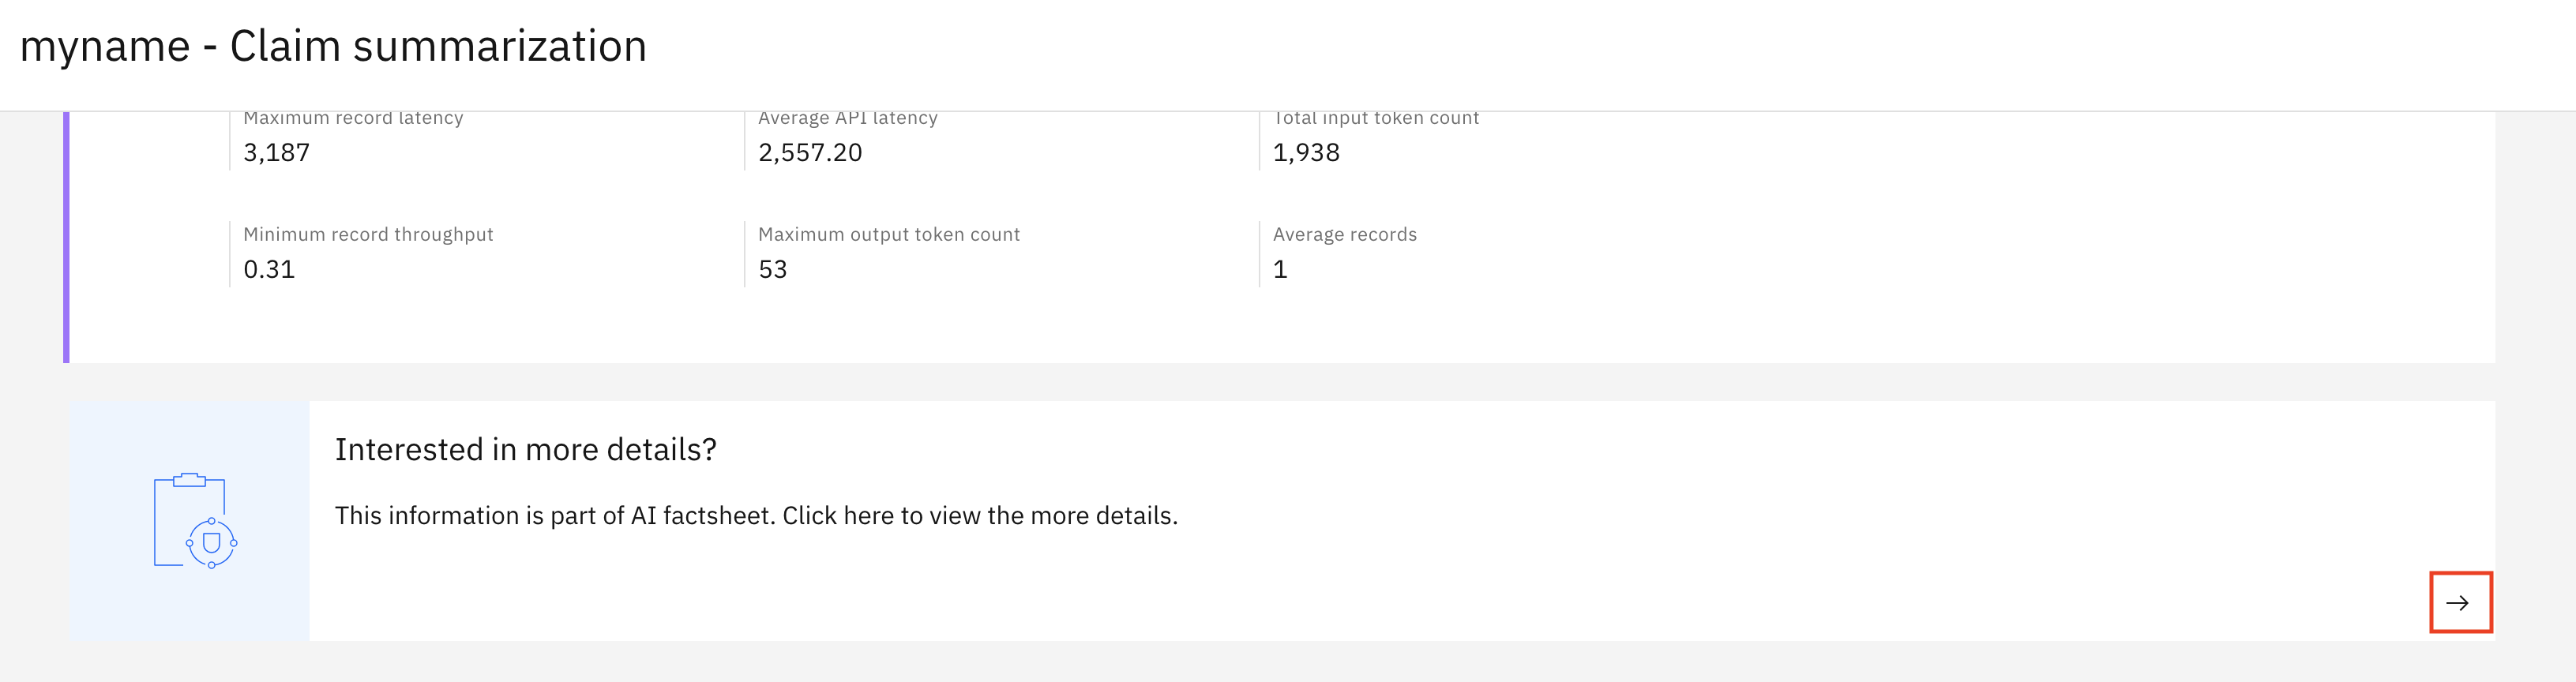 myname - Claim summarization
Maximum record latency
Average API latency
Total input token count
3,187
2,557.20
1,938
Minimum record throughput
Maximum output token count
Average records
0.31
53
1
Interested in more details?
This information is part of AI factsheet. Click here to view the more details.